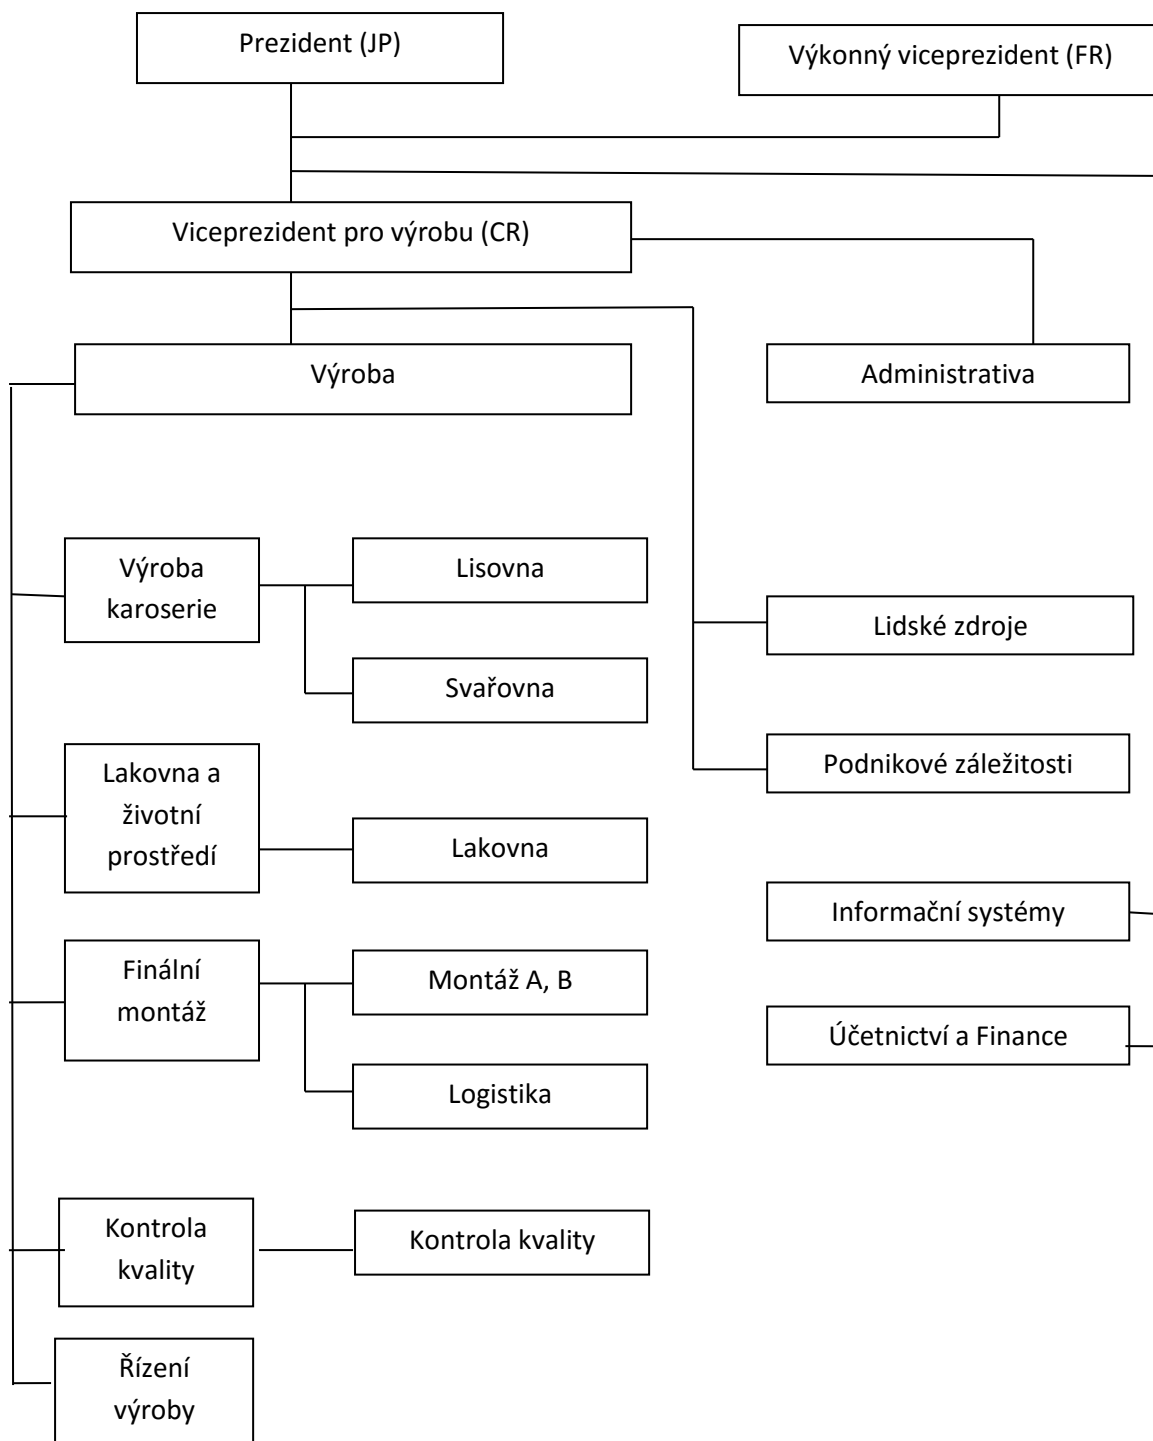 Prezident (JP)
Výkonný viceprezident (FR)
Viceprezident pro výrobu (CR)
Výroba
Administrativa
Výroba
karoserie
Lisovna
Lidské zdroje
Svařovna
Podnikové záležitosti
Lakovna a
životní
prostředí
Lakovna
Informační systémy
Finální
montáž
Montáž A, B
Účetnictví a Finance
Logistika
Kontrola
kvality
Kontrola kvality
Řízení
výroby